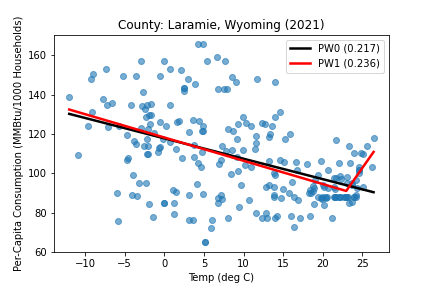 County: Laramie, Wyoming (2021)
Per-Capita Consumption (MMBtu/1000 Households)
160
140
120
100
80
60
PW0 (0.217)
PW1 (0.236)
−10
−5
0
5
10
15
20
25
Temp (deg C)